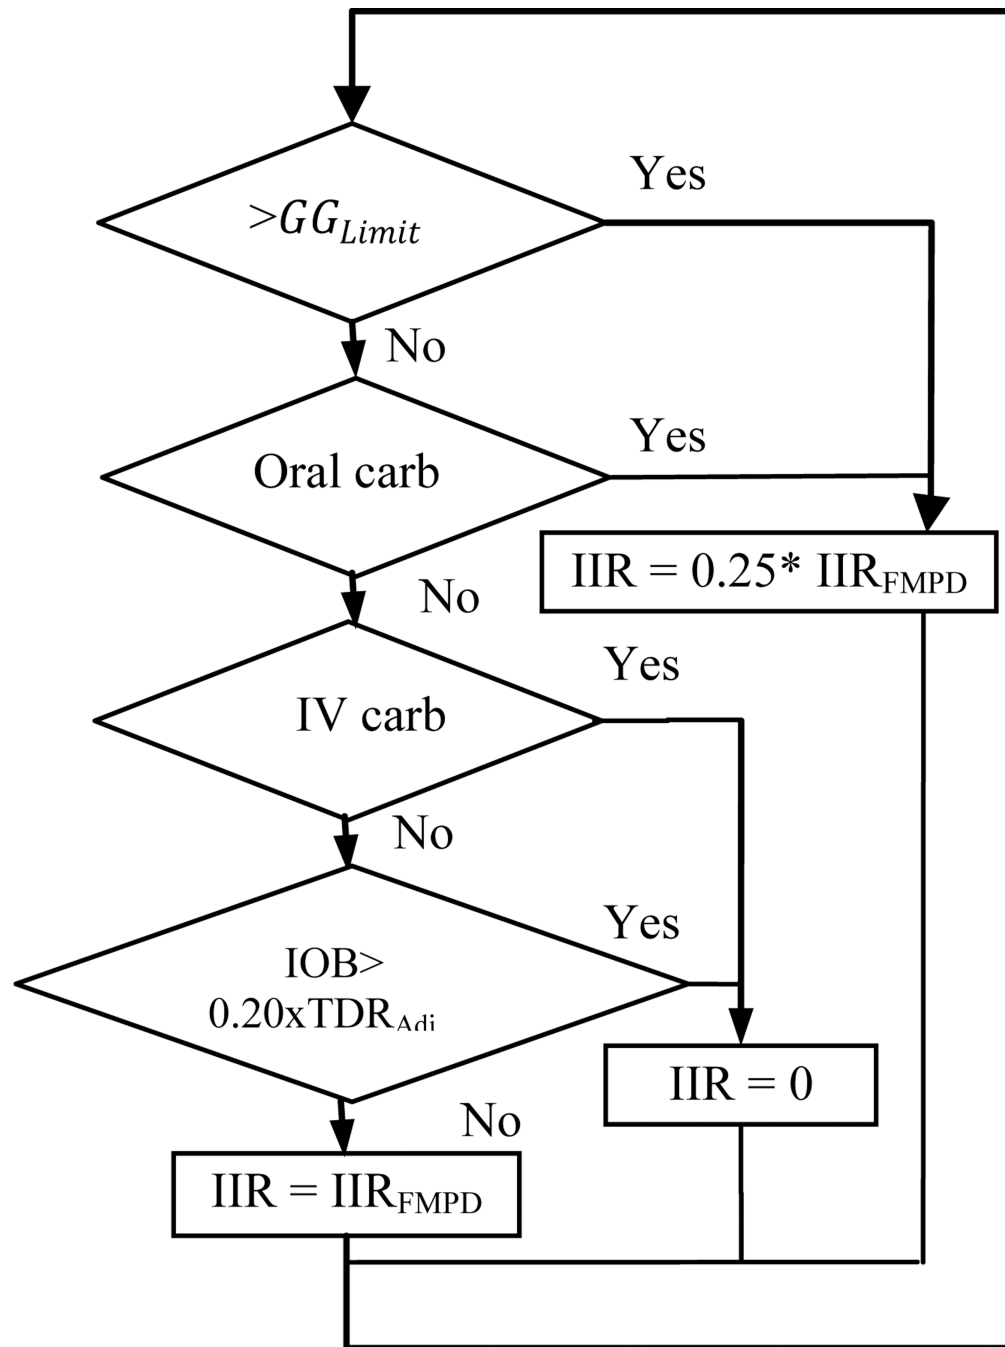 >GG_Limit
Yes
No
Oral carb
Yes
IIR = 0.25* IIR_FMPD
No
IV carb
Yes
No
IOB>
0.20xTDR_Adj
Yes
IIR = 0
No
IIR = IIR_FMPD